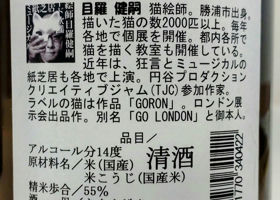 目羅 健嗣 猫絵師。勝浦市出身。
描いた猫の数2000匹以上。毎年
各地で個展を開催。都内各所で
猫を描く教室も開催している。
近年は、狂言とミュージカルの
紙芝居も各地で上演。円谷プロダクション
クリエイティブジャム(TJC)参加作家。
ラベルの猫は作品「GORON」。ロンドン展
示会出品作。別名「GO LONDON」と御本人。
品目/
アルコール分14度 清酒
原材料名/米(国産)
米こうじ(国産米)
精米歩合/55%
1770 340422